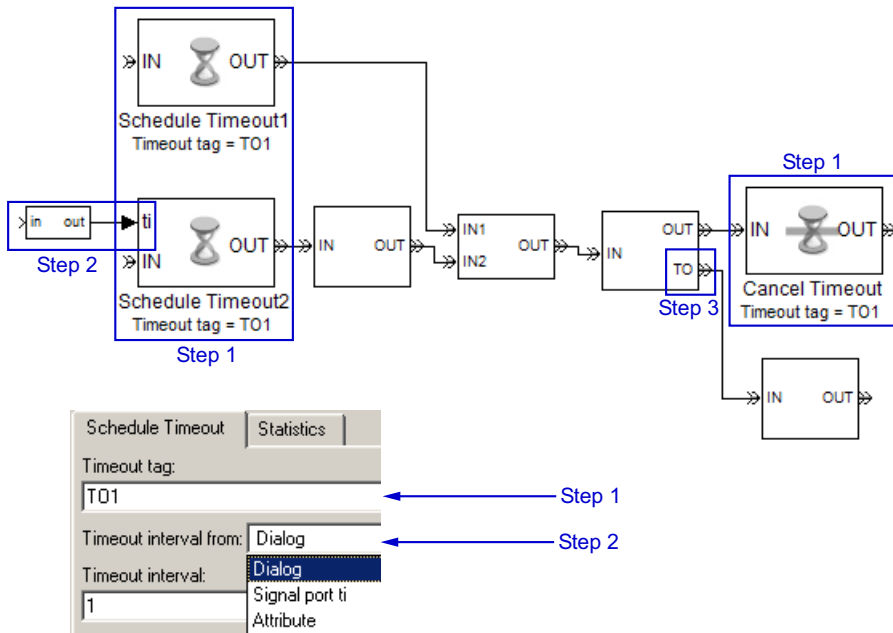 Step 1
IN OUT
Schedule Timeout1
Timeout tag = TO1
in out
ti
IN
OUT
Step 2
Schedule Timeout2
Timeout tag = TO1
Step 1
IN OUT
IN1
IN2
OUT
IN
OUT
TO
Step 3
Step 1
IN OUT
Cancel Timeout
Timeout tag = TO1
IN OUT
Schedule Timeout Statistics
Timeout tag:
TO1
Step 1
Timeout interval from: Dialog
Step 2
Dialog
Signal port ti
Attribute
Timeout interval:
1